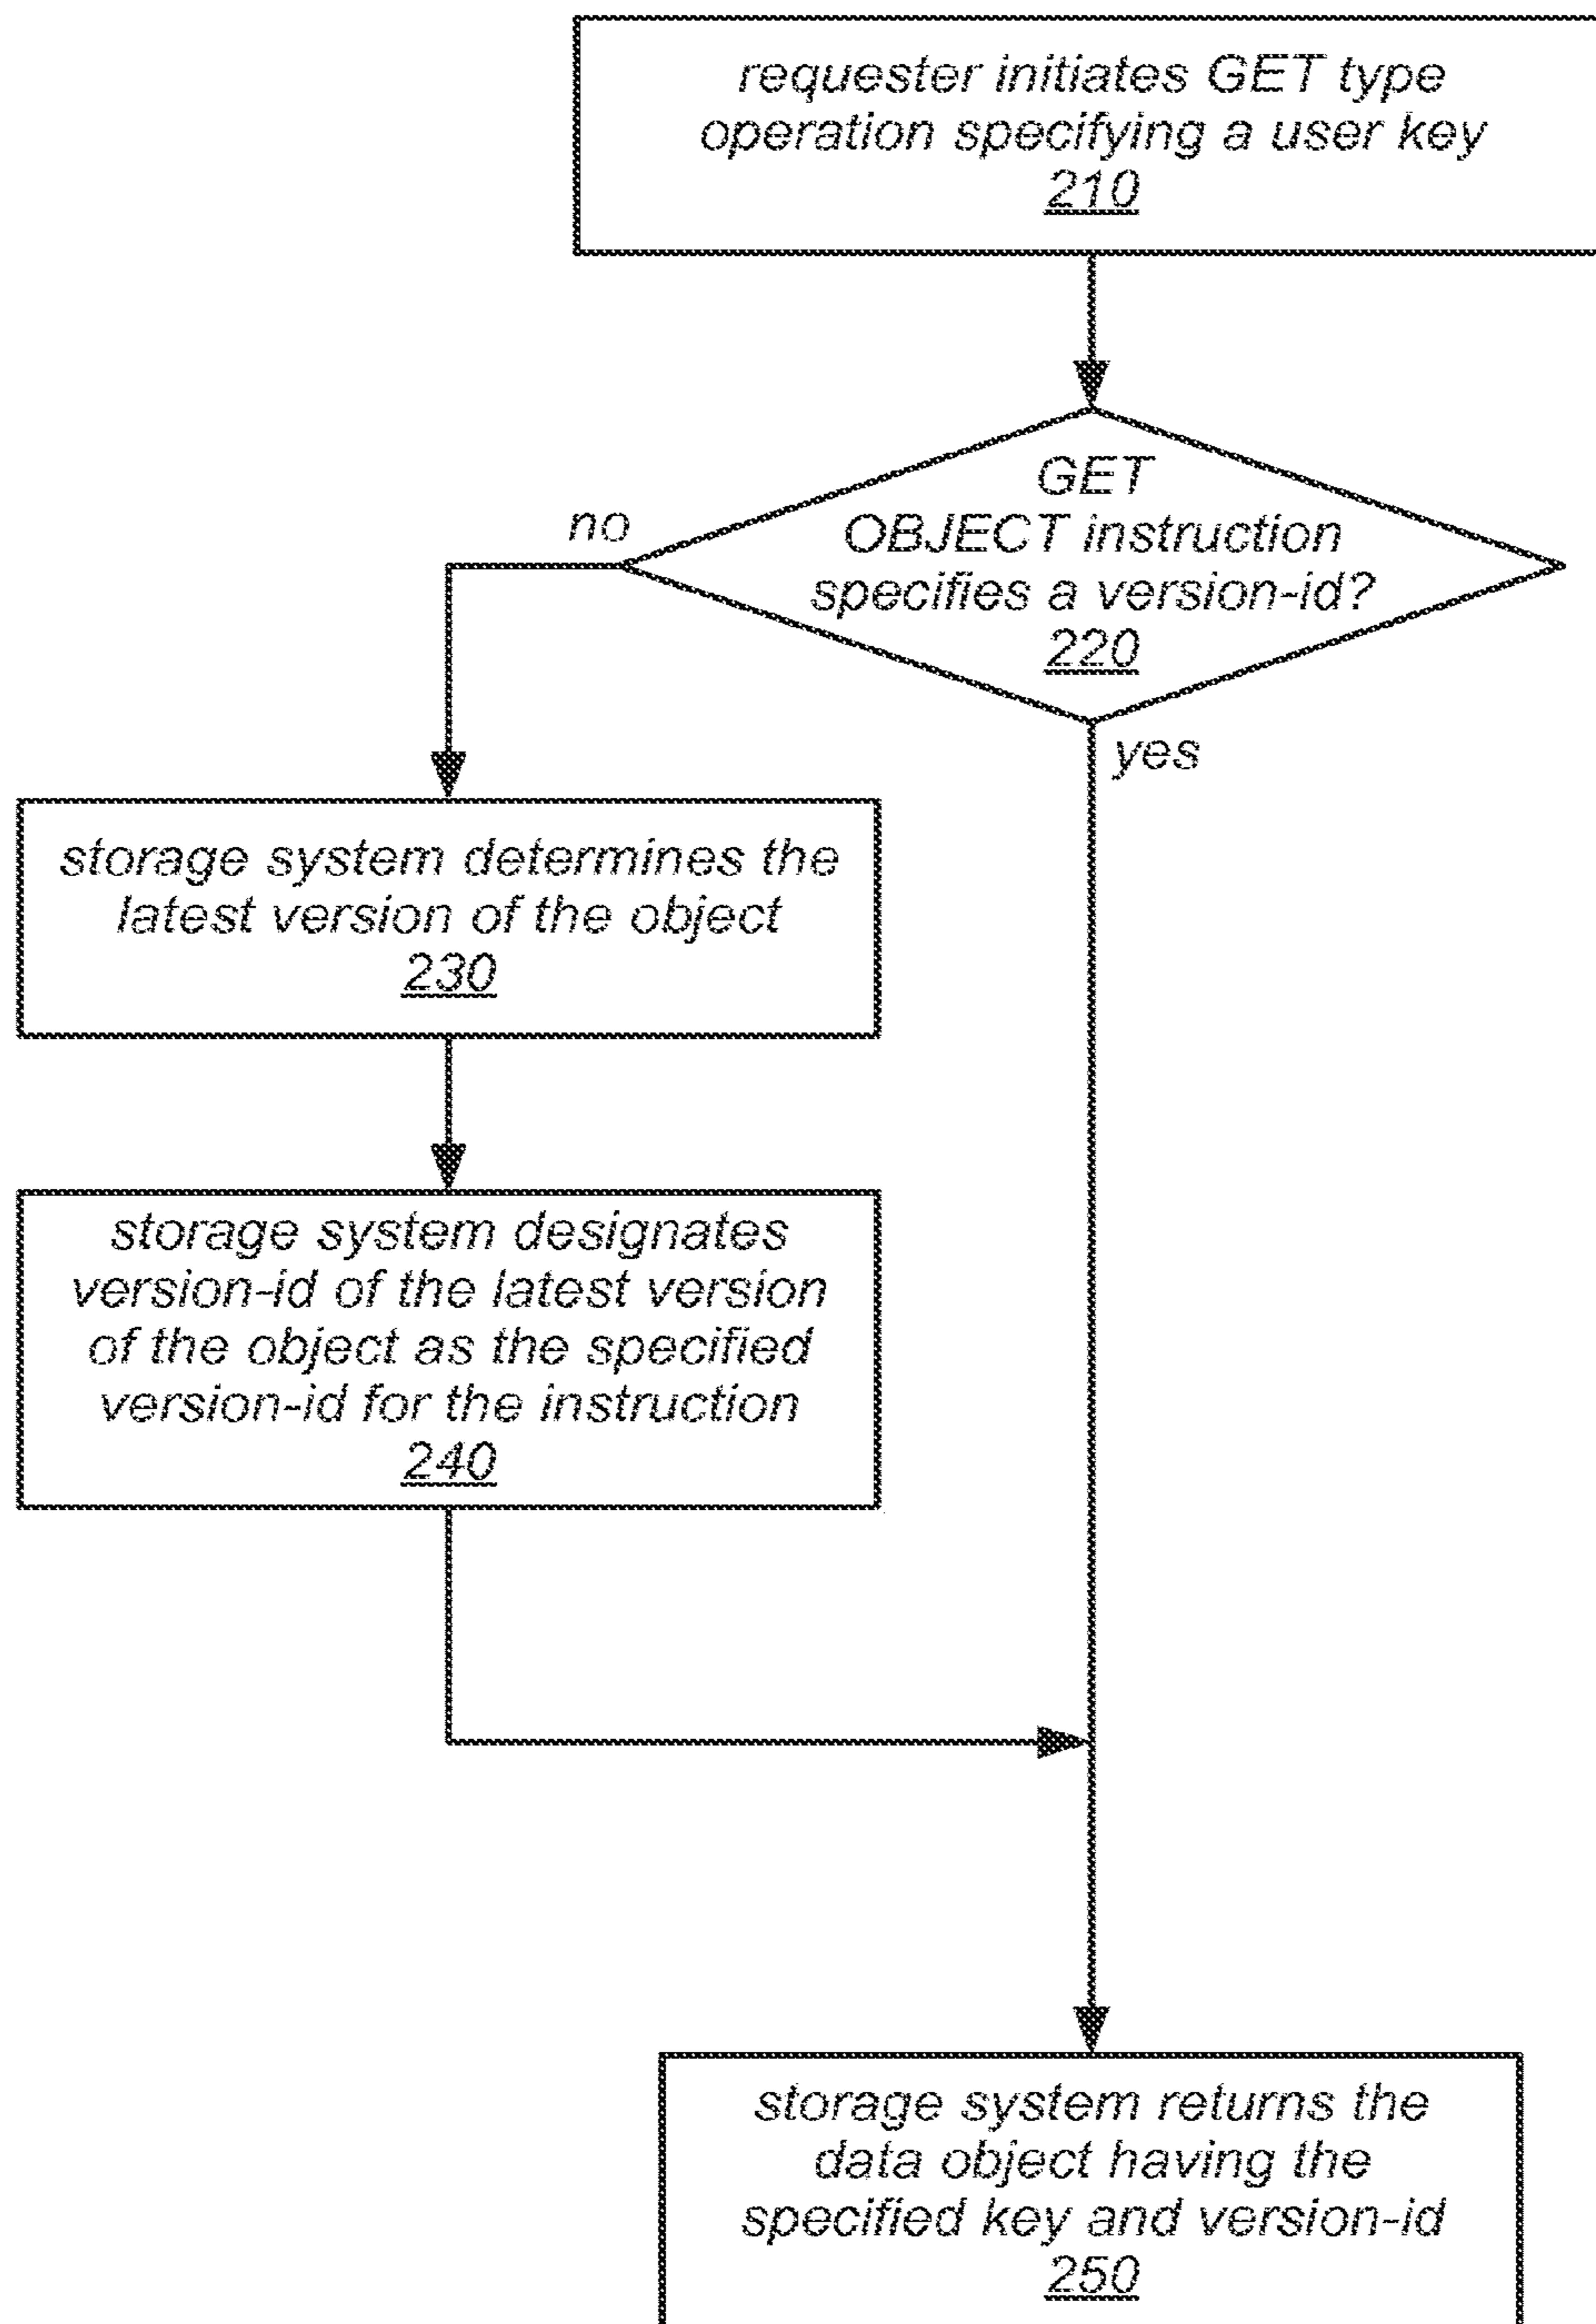 requester initiates GET type
operation specifying a user key
210
GET
OBJECT instruction
specifies a version-id?
220
no
yes
storage system determines the
latest version of the object
230
storage system designates
version-id of the latest version
of the object as the specified
version-id for the instruction
240
storage system returns the
data object having the
specified key and version-id
250